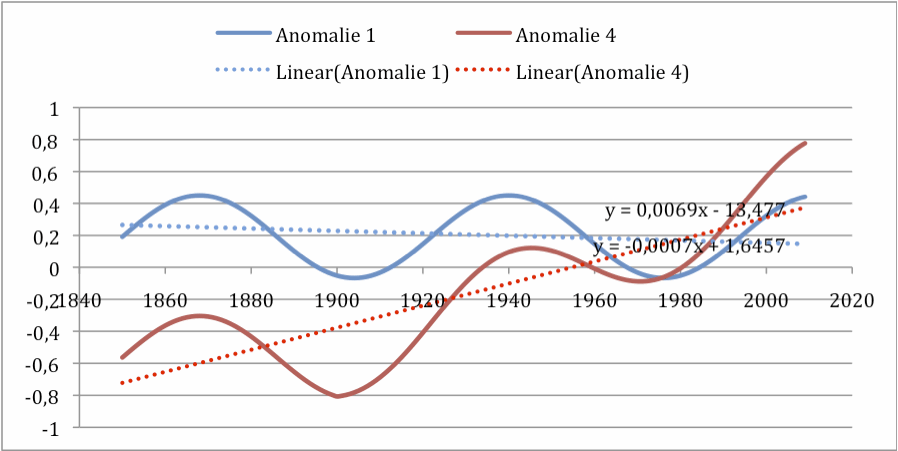 Anomalie 1 Anomalie 4
Linear(Anomalie 1) Linear(Anomalie 4)
1
0,8
0,6
0,4
0,2
0
-0,2
-0,4
-0,6
-0,8
-1
y = 0,0069x - 13,477
y = -0,0007x + 1,6457
1840 1860 1880 1900 1920 1940 1960 1980 2000 2020